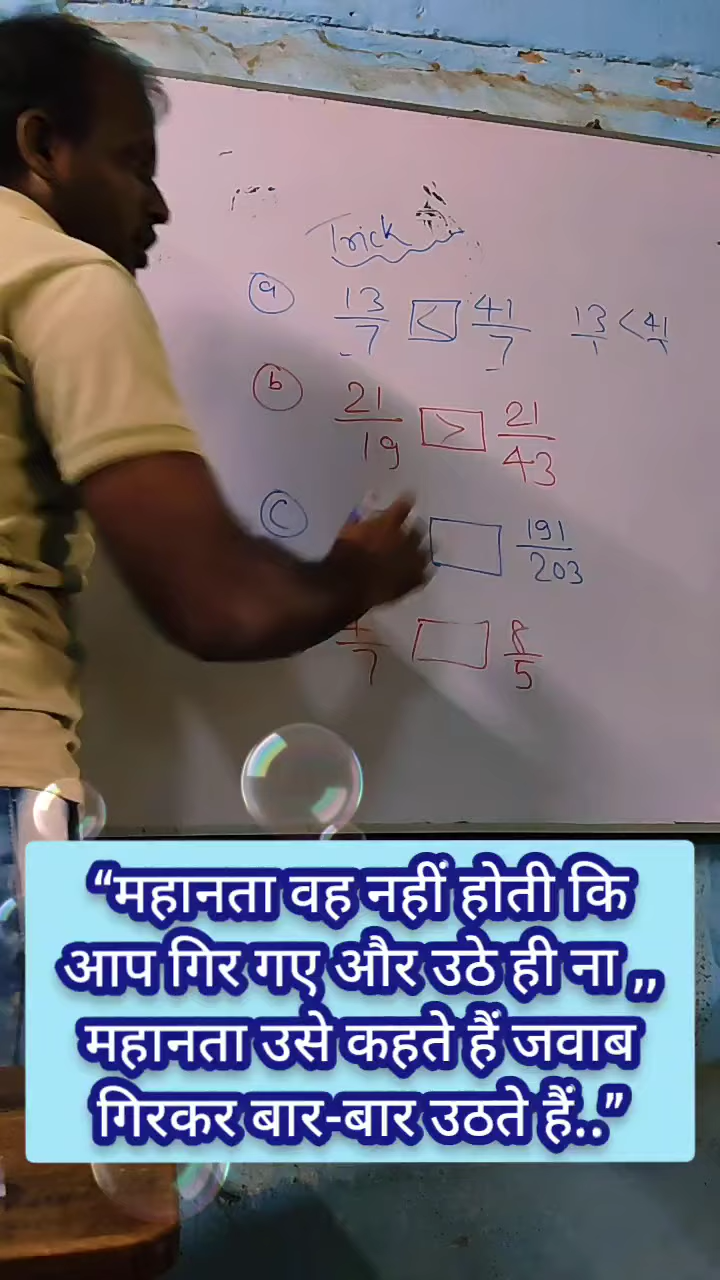 Trick
a 13/7 < 41/7 13/1 < 41/1
b 21/19 > 21/43
c 191/203
/7 8/5
“महानता वह नहीं होती कि
आप गिर गए और उठे ही ना ,,
महानता उसे कहते हैं जवाब
गिरकर बार-बार उठते हैं..”